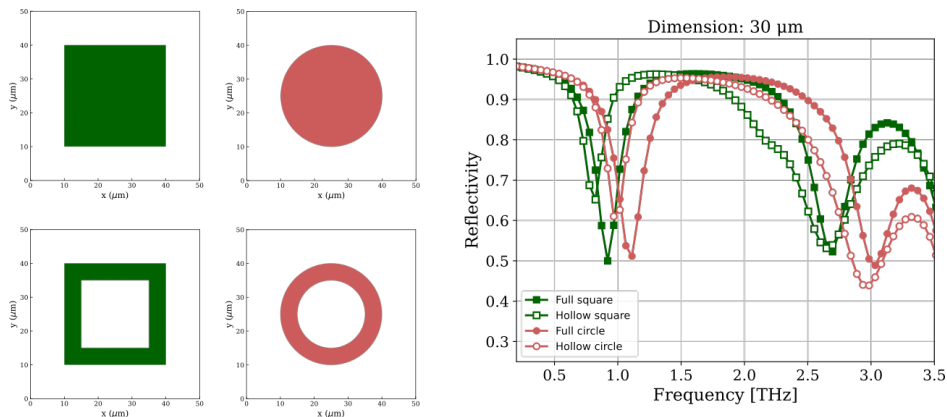 50
40
30
20
10
0
y (μm)
0 10 20 30 40 50
x (μm)
50
40
30
20
10
0
y (μm)
0 10 20 30 40 50
x (μm)
50
40
30
20
10
0
y (μm)
0 10 20 30 40 50
x (μm)
50
40
30
20
10
0
y (μm)
0 10 20 30 40 50
x (μm)
Dimension: 30 μm
Reflectivity
1.0
0.9
0.8
0.7
0.6
0.5
0.4
0.3
Full square
Hollow square
Full circle
Hollow circle
0.5 1.0 1.5 2.0 2.5 3.0 3.5
Frequency [THz]